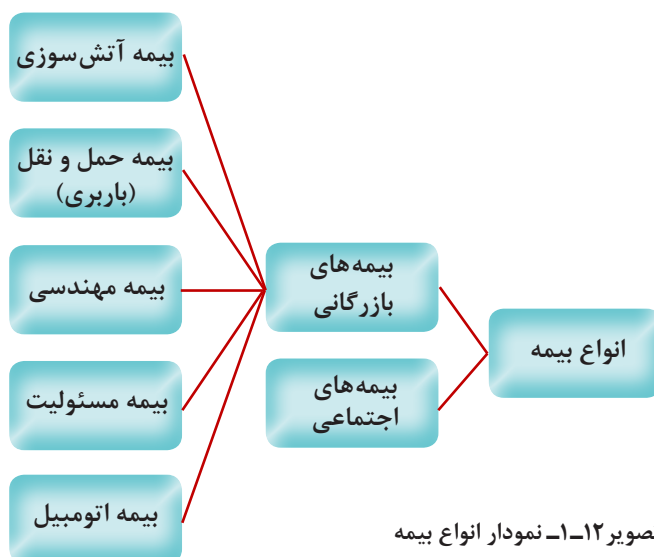 انواع بیمه
بیمه‌های
بازرگانی
بیمه‌های
اجتماعی
بیمه آتش‌سوزی
بیمه حمل و نقل
(باربری)
بیمه مهندسی
بیمه مسئولیت
بیمه اتومبیل
صویر۱۲ــ۱ــ نمودار انواع بیمه